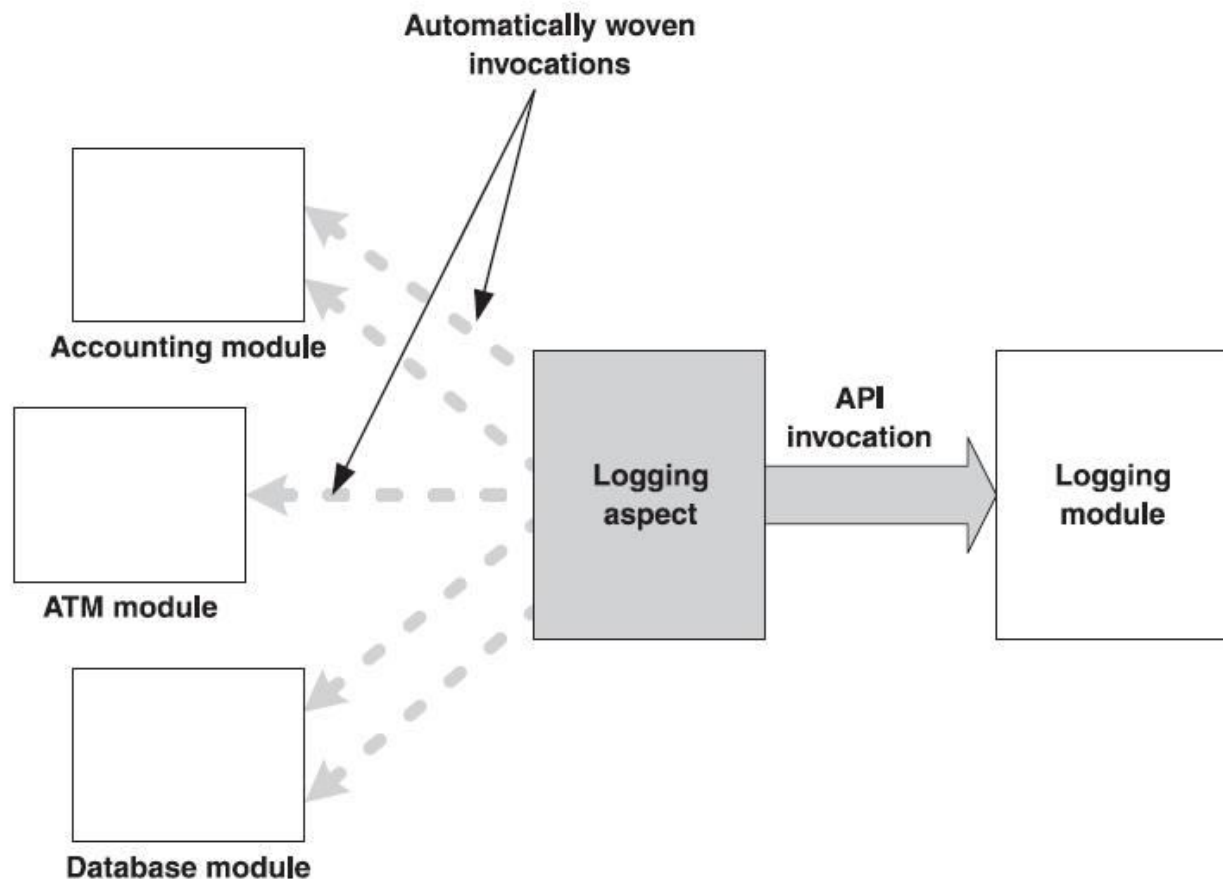 Automatically woven
invocations
Accounting module
API
invocation
Logging
aspect
Logging
module
ATM module
Database module